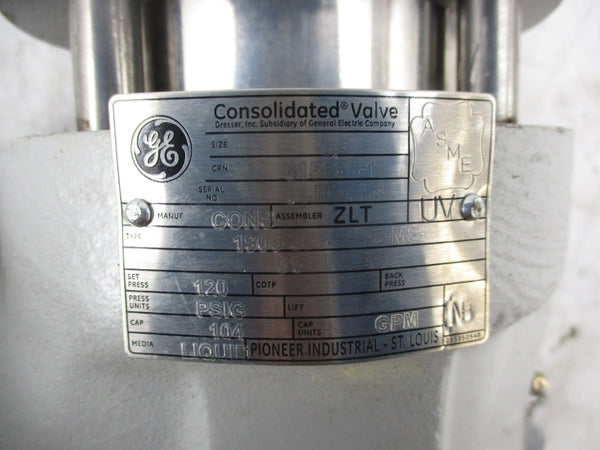 GE
Consolidated® Valve
Dresser, Inc. Subsidiary of General Electric Company
SIZE
CRN
SERIAL NO
ASME
UV
MANUF CONS ASSEMBLER ZLT
TYPE
SET PRESS 120 CDTP BACK PRESS
PRESS UNITS PSIG LIFT
CAP 104 CAP UNITS GPM
NB
MEDIA LIQUID PIONEER INDUSTRIAL - ST. LOUIS